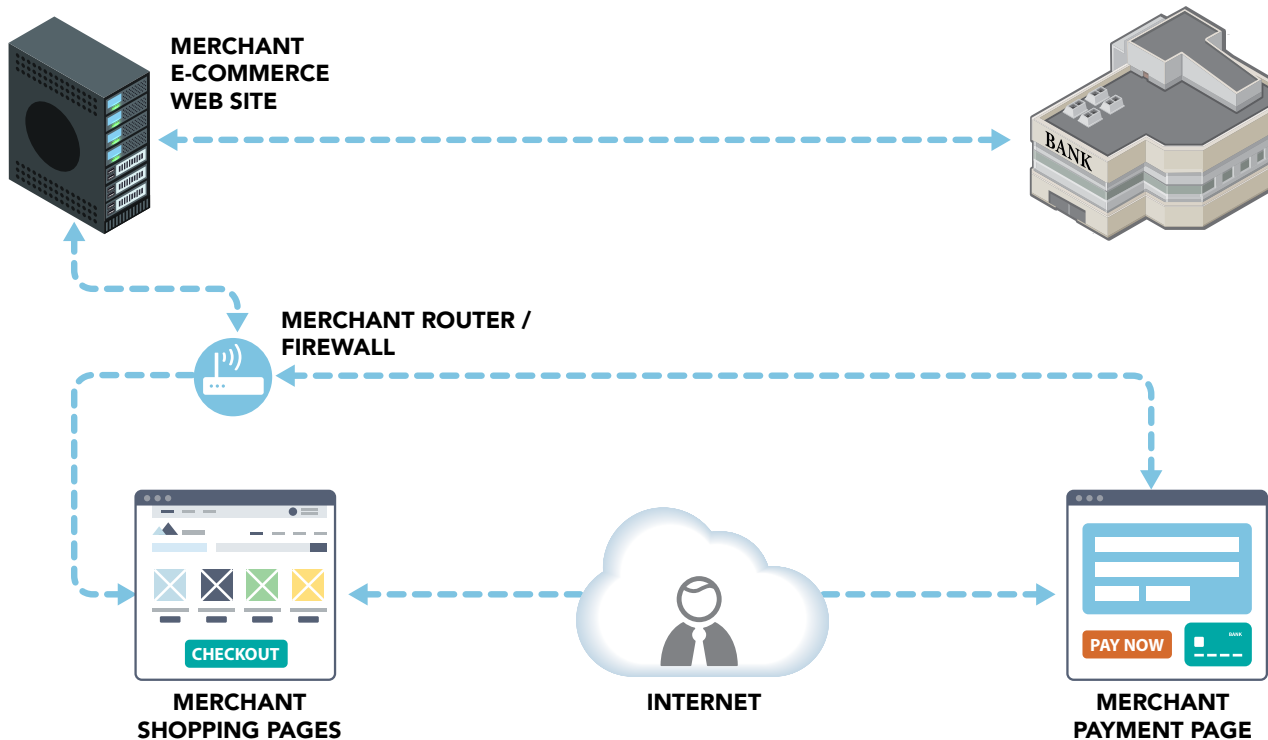 MERCHANT
E-COMMERCE
WEB SITE
BANK
MERCHANT ROUTER /
FIREWALL
CHECKOUT
PAY NOW
BANK
MERCHANT
SHOPPING PAGES
INTERNET
MERCHANT
PAYMENT PAGE